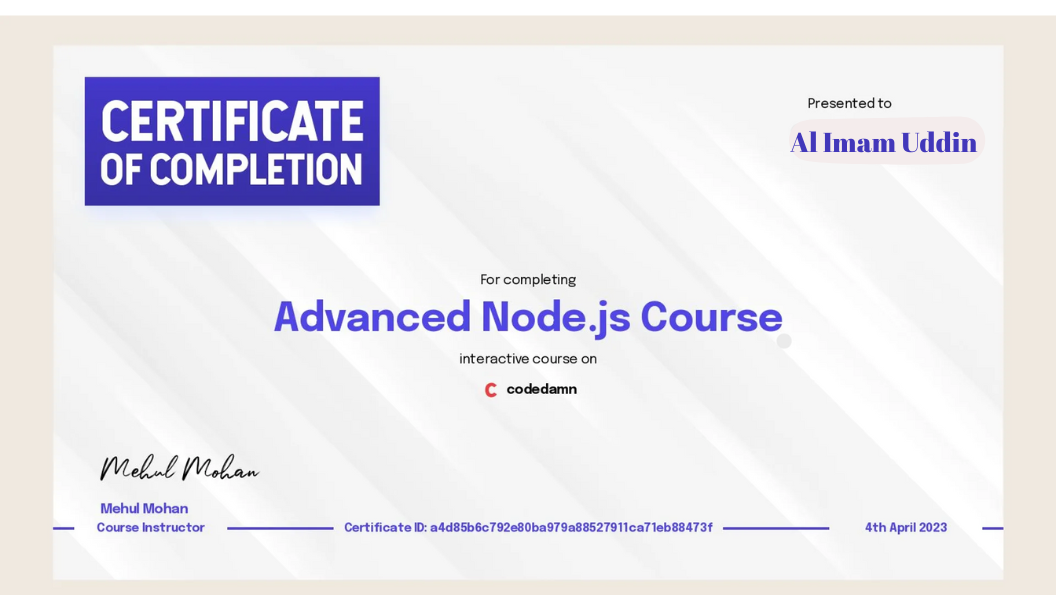 CERTIFICATE
OF COMPLETION
Presented to
Al Imam Uddin
For completing
Advanced Node.js Course
interactive course on
codedamn
Mehul Mohan
Mehul Mohan
Course Instructor
Certificate ID: a4d85b6c792e80ba979a88527911ca71eb88473f
4th April 2023